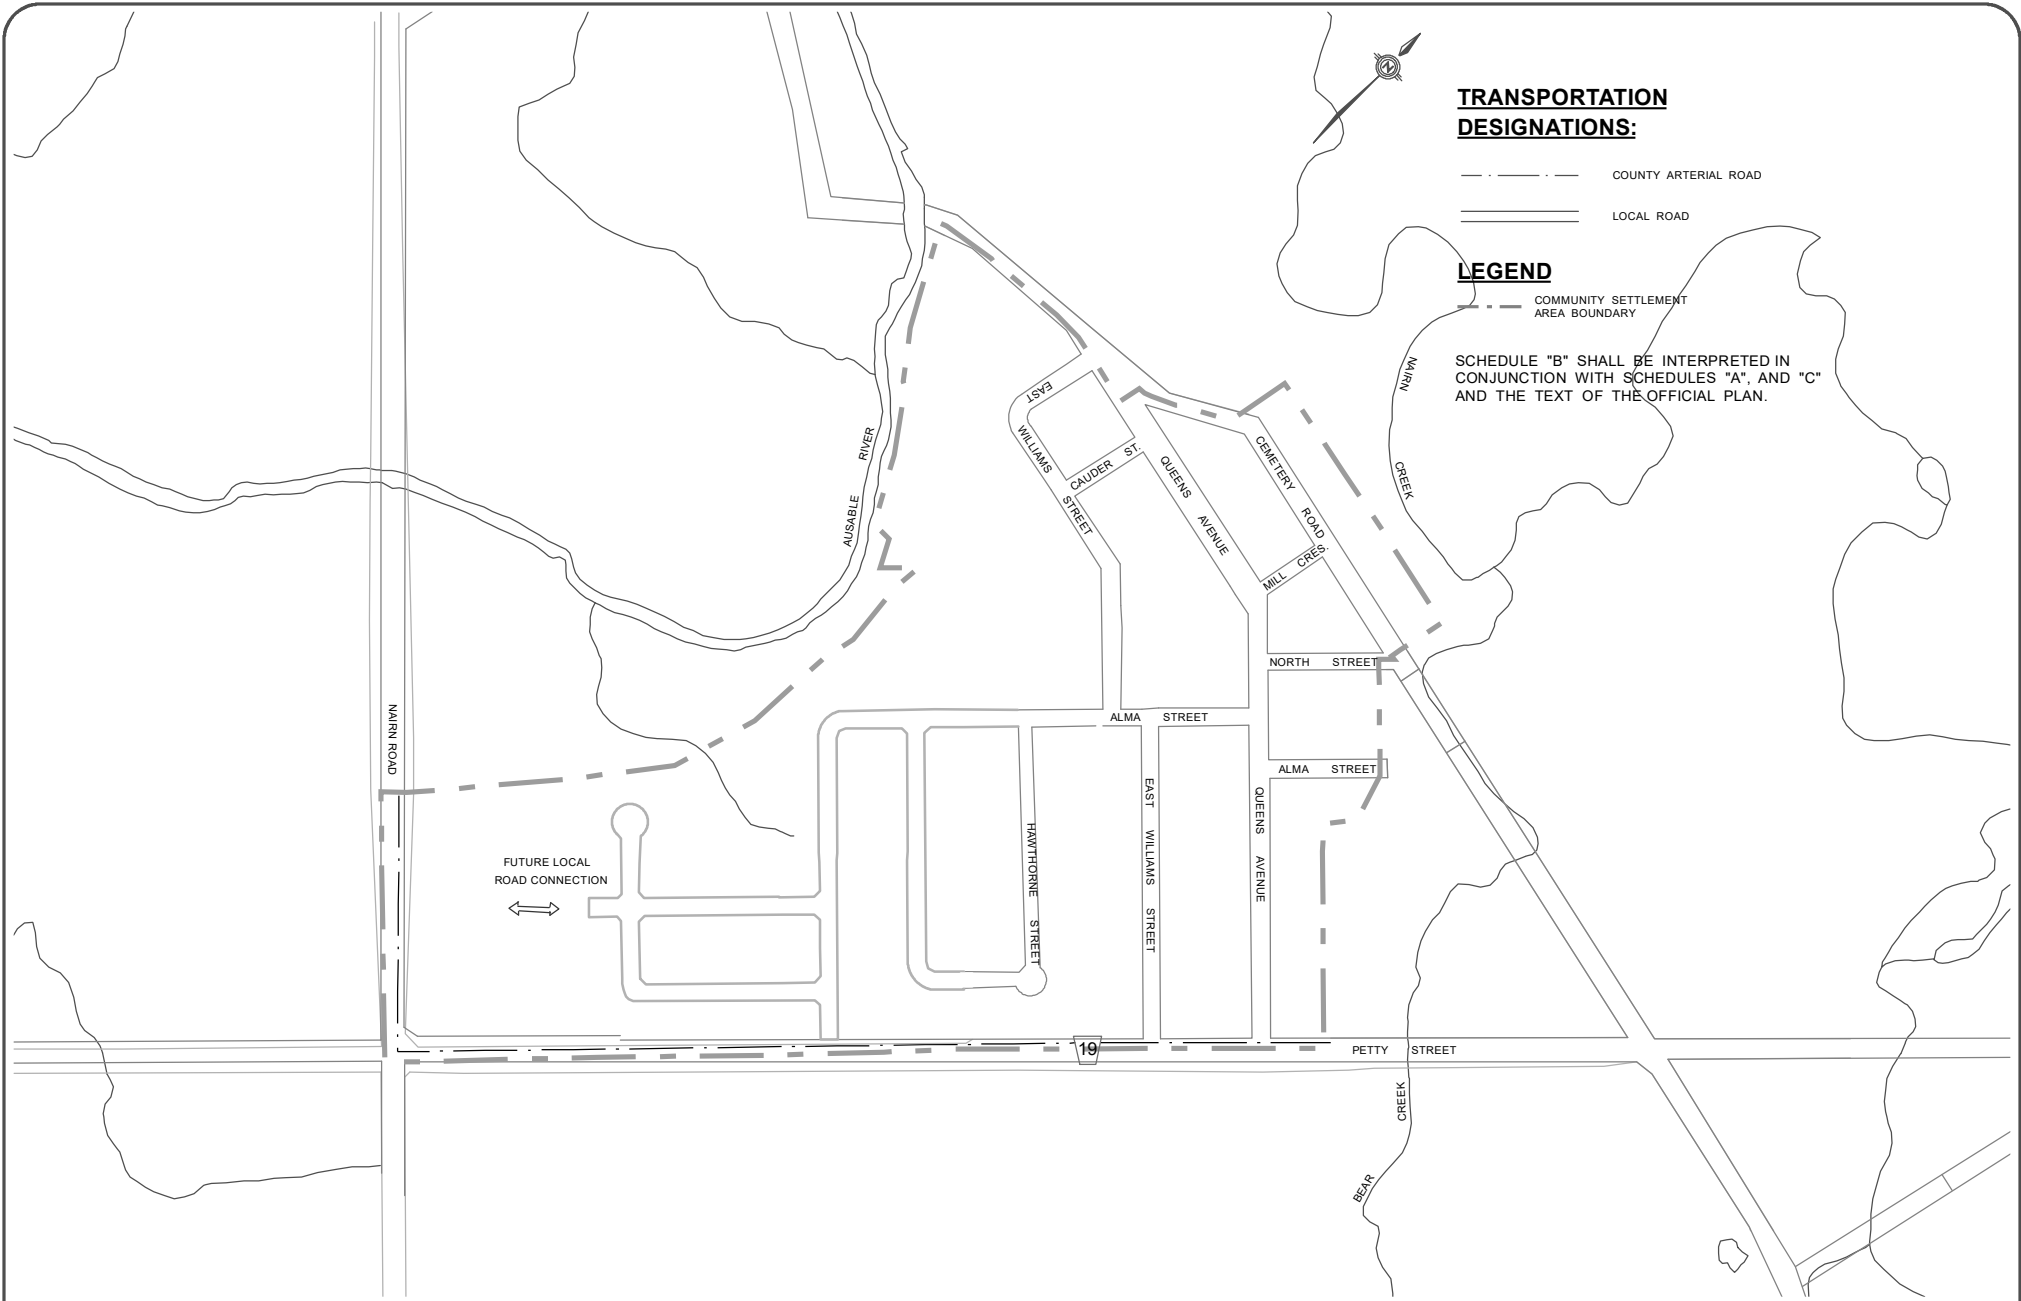 N
TRANSPORTATION
DESIGNATIONS:
COUNTY ARTERIAL ROAD
LOCAL ROAD
LEGEND
COMMUNITY SETTLEMENT
AREA BOUNDARY
SCHEDULE "B" SHALL BE INTERPRETED IN
CONJUNCTION WITH SCHEDULES "A", AND "C"
AND THE TEXT OF THE OFFICIAL PLAN.
NAIRN
CREEK
EAST
WILLIAMS
STREET
CAUDER ST.
QUEENS
AVENUE
CEMETERY
ROAD
MILL CRES.
RIVER
AUSABLE
NORTH STREET
NAIRN ROAD
ALMA STREET
ALMA STREET
EAST WILLIAMS STREET
QUEENS AVENUE
HAWTHORNE STREET
FUTURE LOCAL
ROAD CONNECTION
19
PETTY STREET
CREEK
BEAR